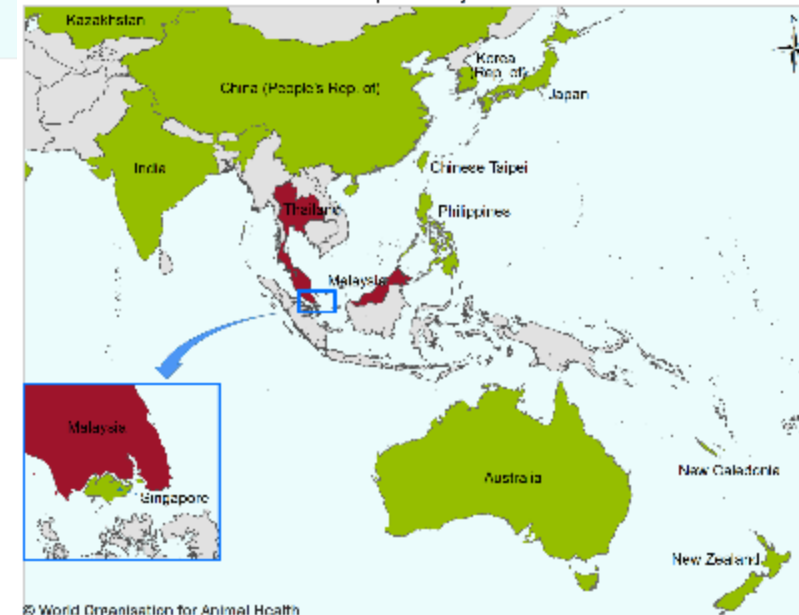 Kazakhstan
Korea
(Rep. of)
China (People's Rep. of)
Japan
India
Chinese Taipei
Thailand
Philippines
Malaysia
Malaysia
Singapore
Australia
New Caledonia
New Zealand
© World Organisation for Animal Health